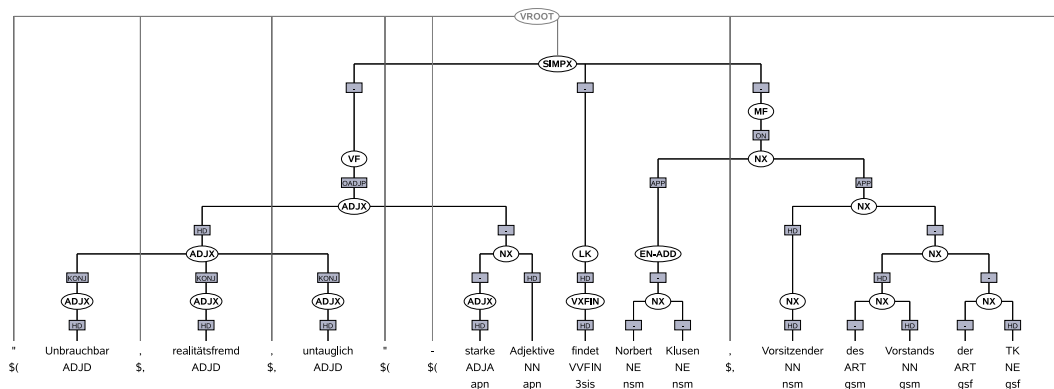 VROOT
SIMPX
- - -
MF
ON
VF NX
OADJP APP APP
ADJX NX
HD - HD -
ADJX NX LK EN-ADD NX
KONJ KONJ KONJ - HD HD - HD -
ADJX ADJX ADJX ADJX VXFIN NX NX NX NX
HD HD HD HD HD - - HD - HD - HD
" Unbrauchbar , realitätsfremd , untauglich " - starke Adjektive findet Norbert Klusen , Vorsitzender des Vorstands der TK
$( ADJD $, ADJD $, ADJD $( $( ADJA NN VVFIN NE NE $, NN ART NN ART NE
apn apn 3sis nsm nsm nsm gsm gsm gsf gsf